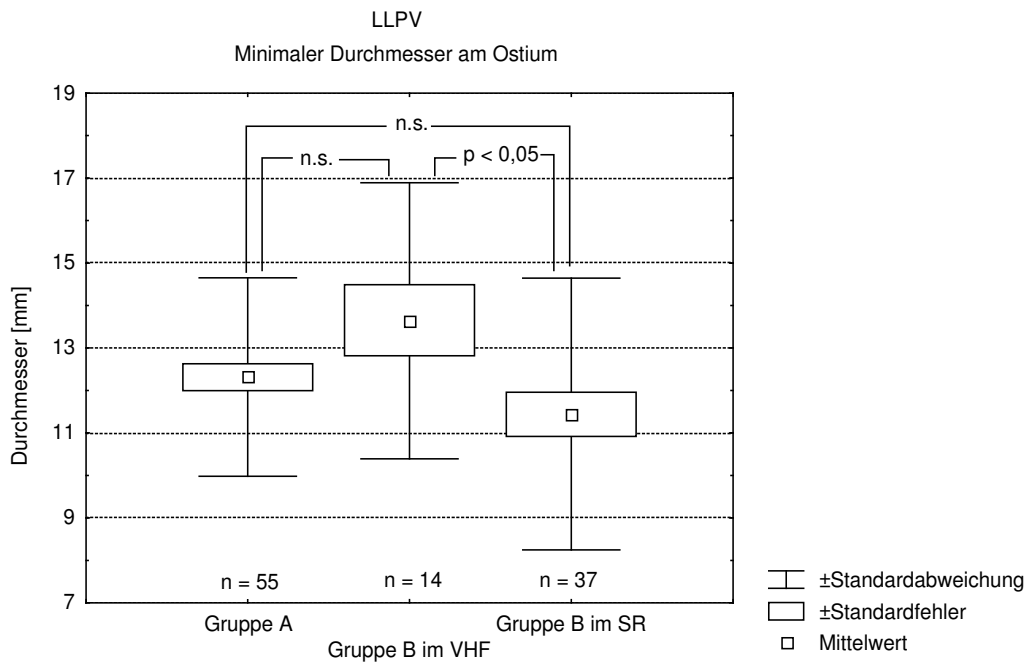 LLPV
Minimaler Durchmesser am Ostium
19
n.s.
n.s.
p < 0,05
17
15
13
11
9
7
Durchmesser [mm]
n = 55
n = 14
n = 37
Gruppe A
Gruppe B im VHF
Gruppe B im SR
±Standardabweichung
±Standardfehler
Mittelwert